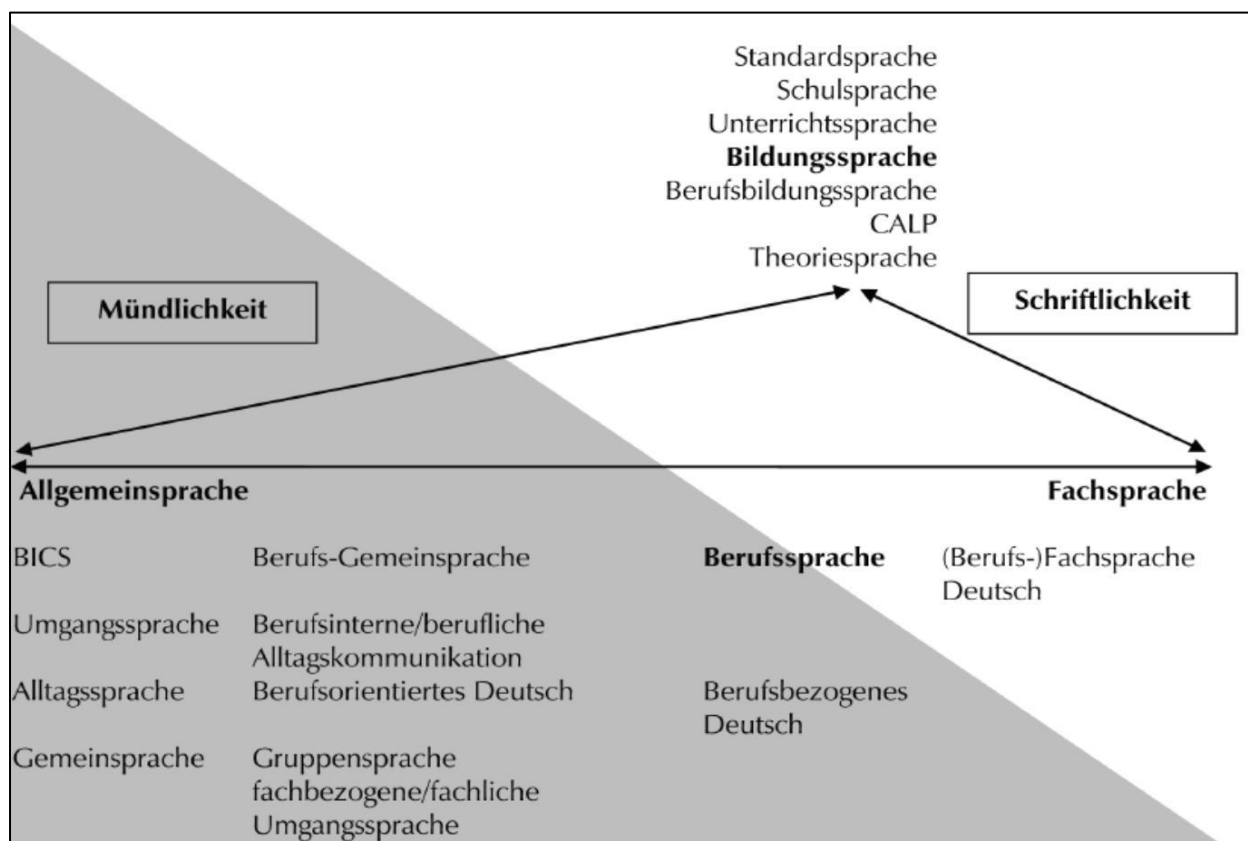 Standardsprache
Schulsprache
Unterrichtssprache
Bildungssprache
Berufsbildungssprache
CALP
Theoriesprache
Mündlichkeit
Schriftlichkeit
Allgemeinsprache
Fachsprache
BICS
Berufs-Gemeinsprache
Berufssprache
(Berufs-)Fachsprache
Deutsch
Umgangssprache
Berufsinterne/berufliche
Alltagskommunikation
Alltagssprache
Berufsorientiertes Deutsch
Berufsbezogenes
Deutsch
Gemeinsprache
Gruppensprache
fachbezogene/fachliche
Umgangssprache